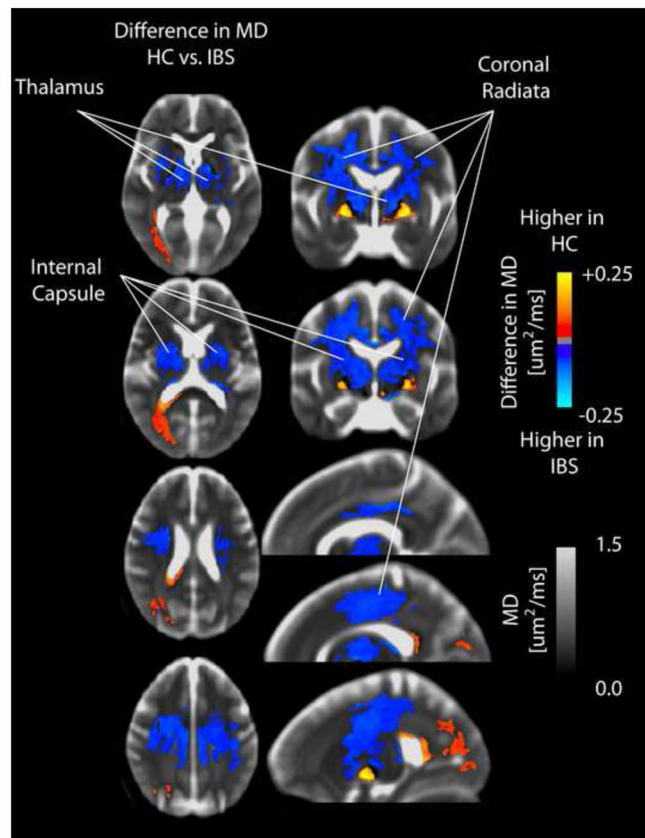 Difference in MD
HC vs. IBS
Thalamus
Coronal
Radiata
Internal
Capsule
Higher in
HC
+0.25
Difference in MD
[um²/ms]
-0.25
Higher in
IBS
1.5
MD
[um²/ms]
0.0